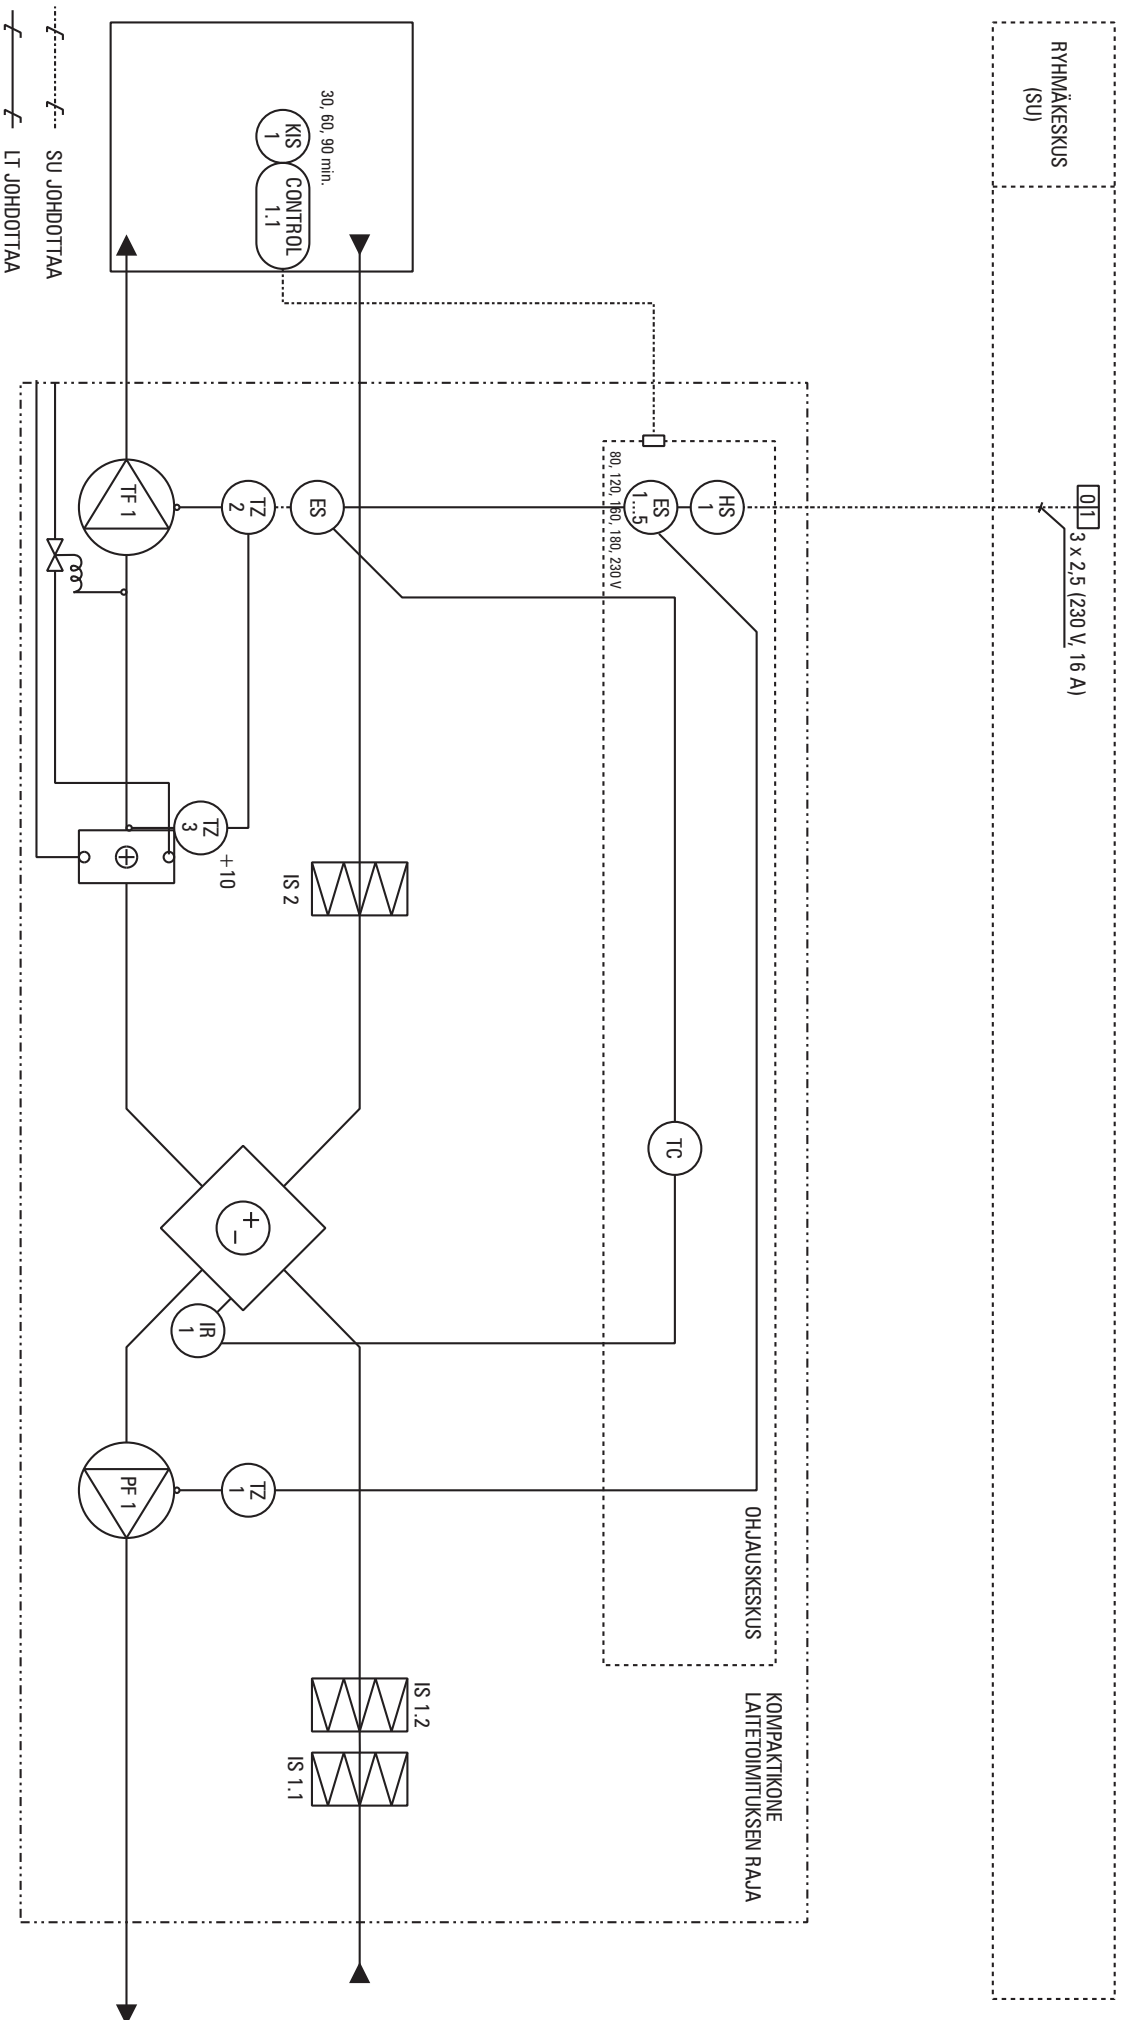 RYHMÄKESKUS
(SU)
0 1
3 x 2,5 (230 V, 16 A)
KOMPAKTIKONE
LAITETOIMITUKSEN RAJA
OHJAUSKESKUS
HS
1
ES
1...5
80, 120, 160, 180, 230 V
TC
30, 60, 90 min.
KIS
1
CONTROL
1.1
IS 2
IS 1.2
IS 1.1
ES
TZ
2
TZ
3
+10
IR
1
TZ
1
+
–
TF 1
+
PF 1
SU JOHDOTTAA
LT JOHDOTTAA